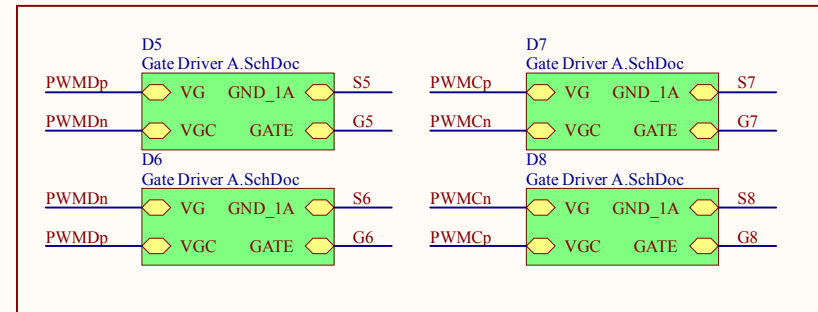 D5
Gate Driver A.SchDoc
PWMDp VG GND_1A S5
PWMDn VGC GATE G5
D6
Gate Driver A.SchDoc
PWMDn VG GND_1A S6
PWMDp VGC GATE G6
D7
Gate Driver A.SchDoc
PWMCp VG GND_1A S7
PWMCn VGC GATE G7
D8
Gate Driver A.SchDoc
PWMCn VG GND_1A S8
PWMCp VGC GATE G8